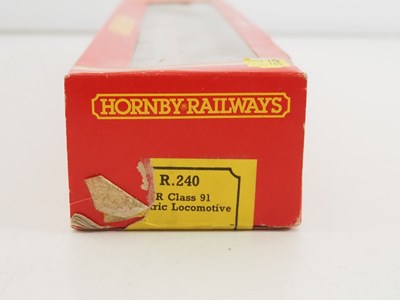 HORNBY RAILWAYS
R.240
R Class 91
ric Locomotive